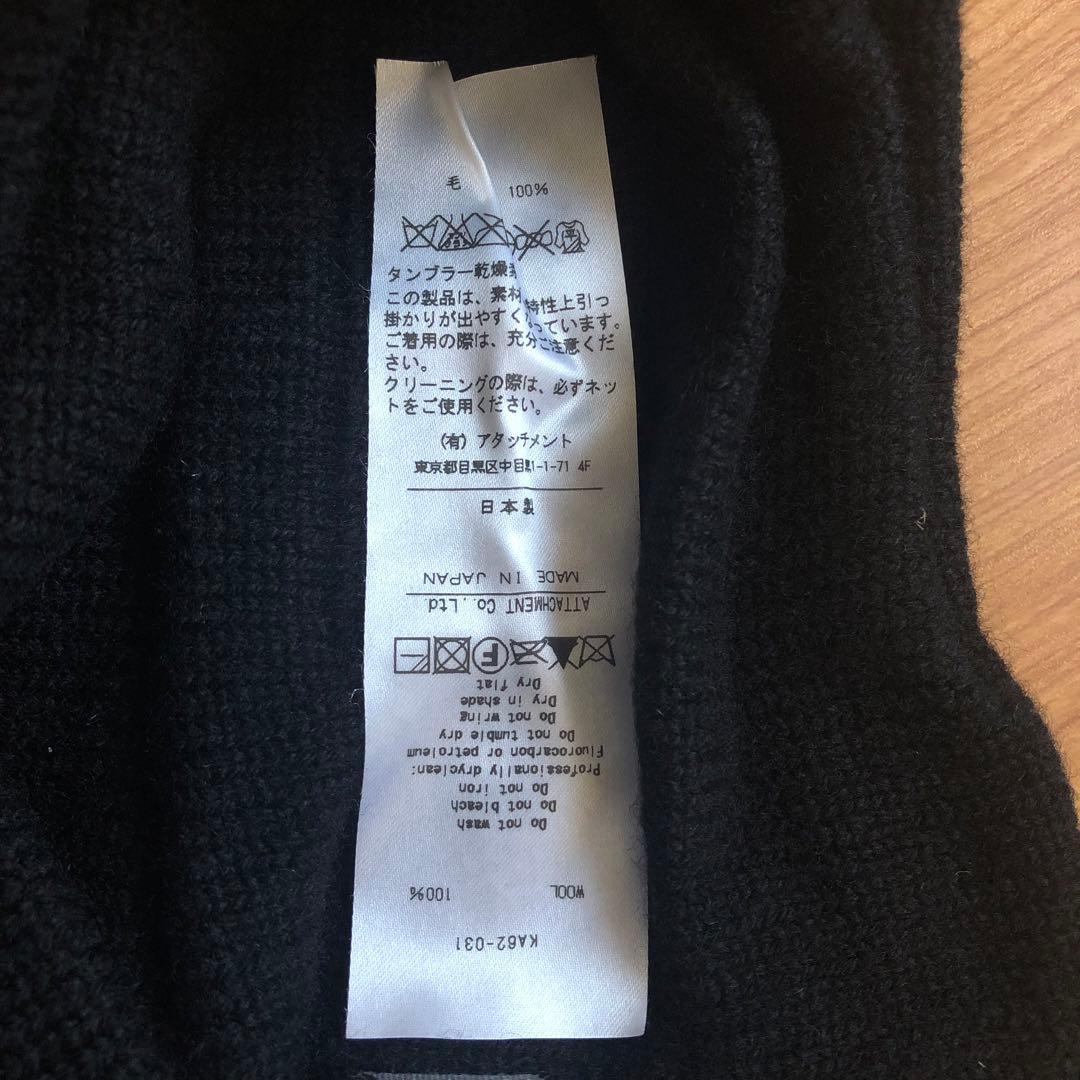 毛 100%
平
タンブラー乾燥
この製品は、素材 特性上引っ
掛かりが出やすく っています。
ご着用の際は、充分ご注意くだ
さい。
クリーニングの際は、必ずネッ
トをご使用ください。
(有) アタッチメント
東京都目黒区中目黒1-1-71 4F
日本製
KA62-031
WOOL 100%
Do not wash
Do not bleach
Do not iron
Professionally dryclean:
Fluorocarbon or petroleum
Do not tumble dry
Do not wring
Dry in shade
Dry flat
F
ATTACHMENT Co.,Ltd
MADE IN JAPAN